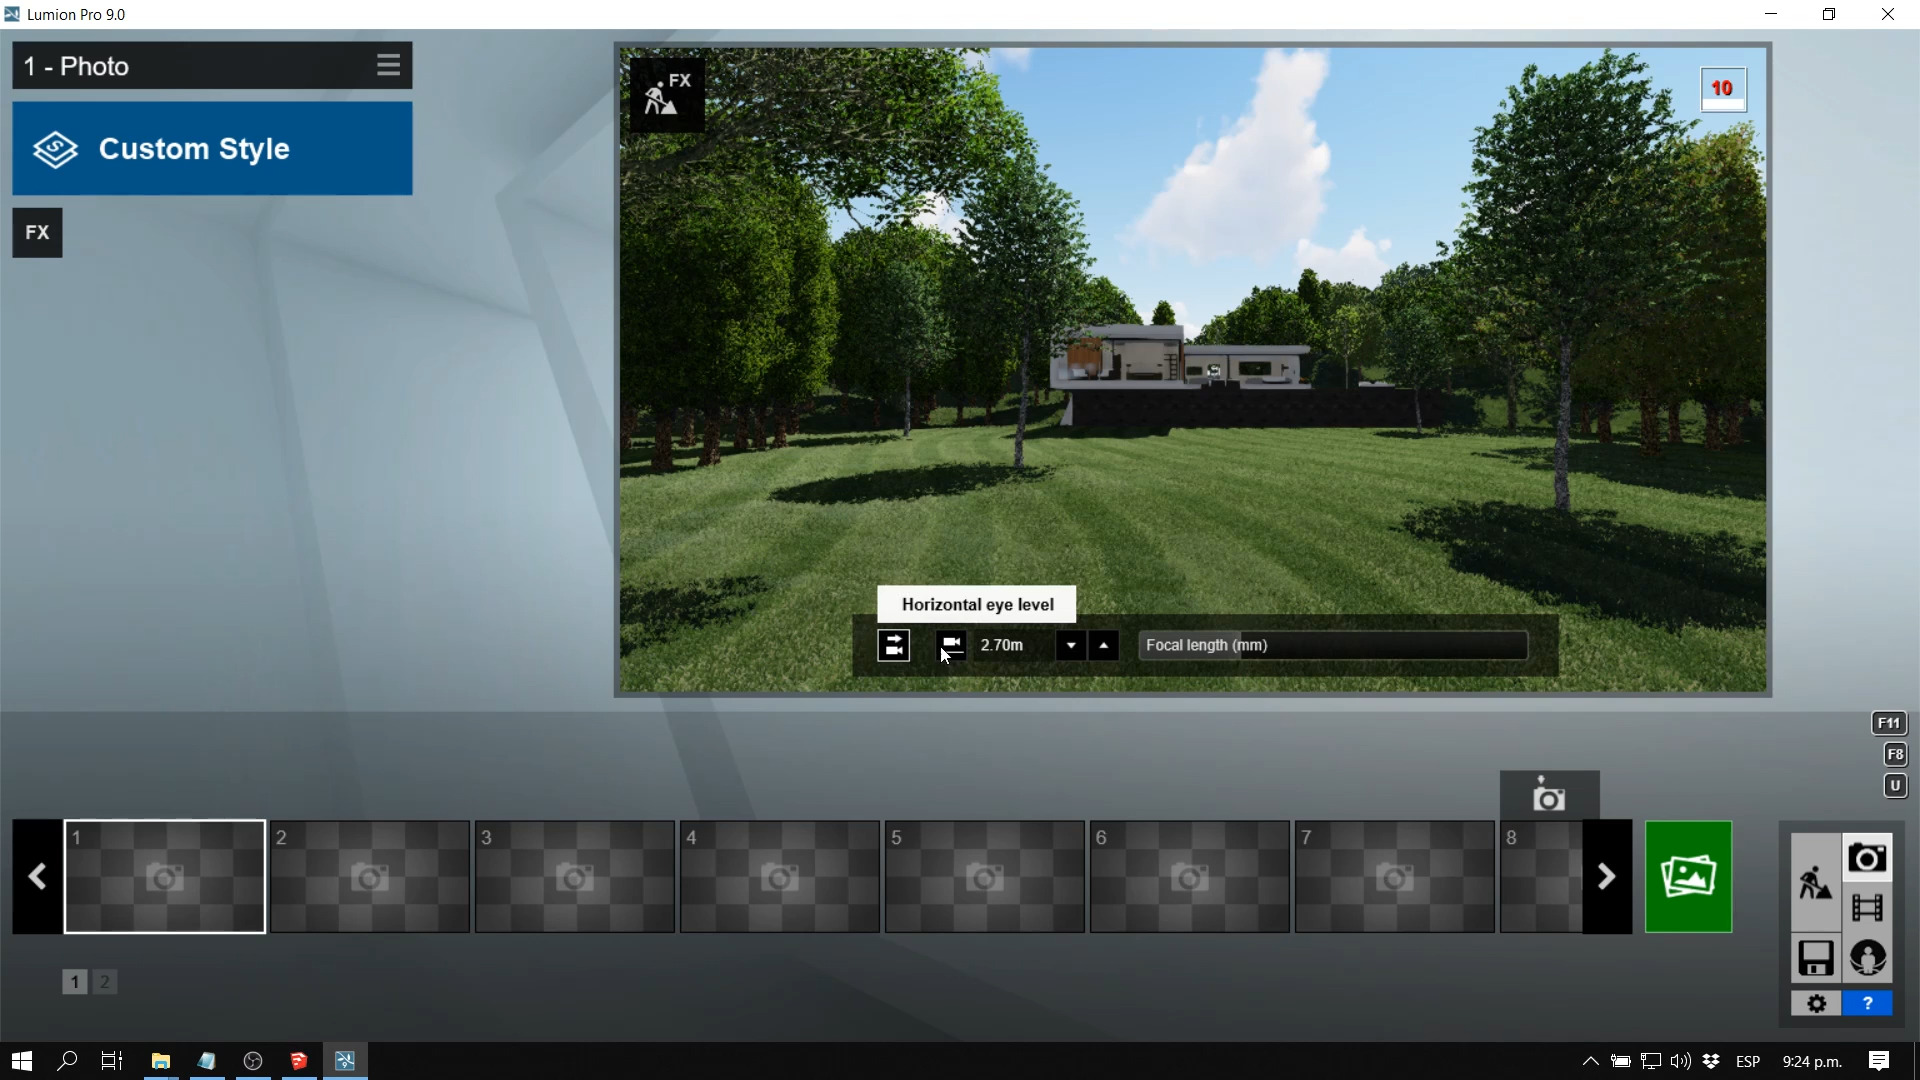 Lumion Pro 9.0
1 - Photo
Custom Style
FX
FX
10
Horizontal eye level
2.70m
Focal length (mm)
F11
F8
U
1
2
3
4
5
6
7
8
1 2
?
ESP
9:24 p.m.